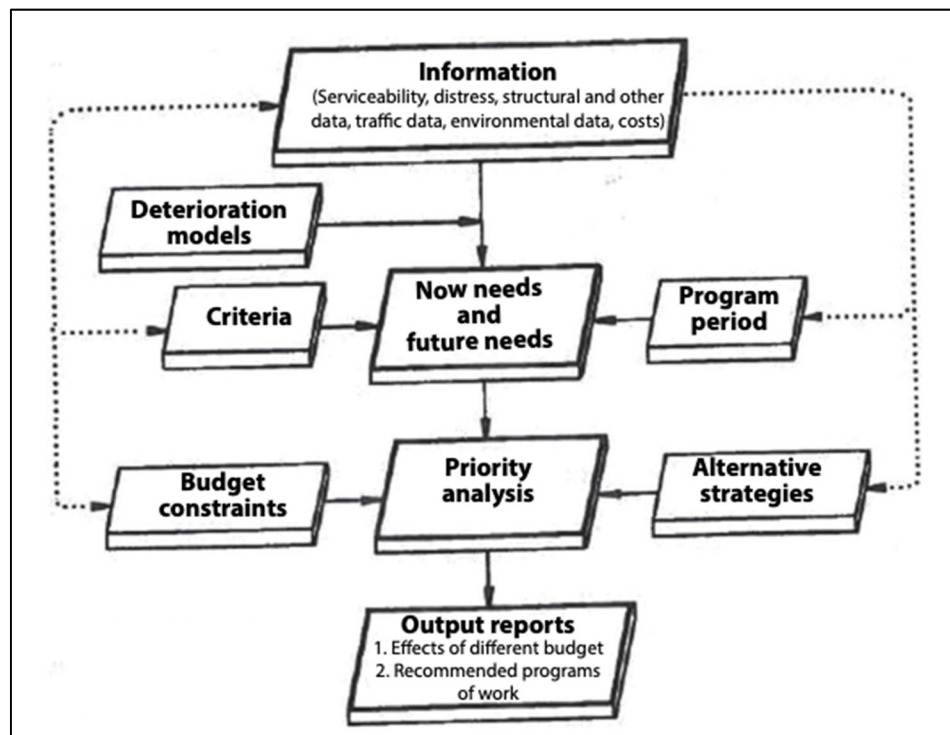 Information
(Serviceability, distress, structural and other
data, traffic data, environmental data, costs)
Deterioration
models
Criteria
Now needs
and
future needs
Program
period
Budget
constraints
Priority
analysis
Alternative
strategies
Output reports
1. Effects of different budget
2. Recommended programs
of work